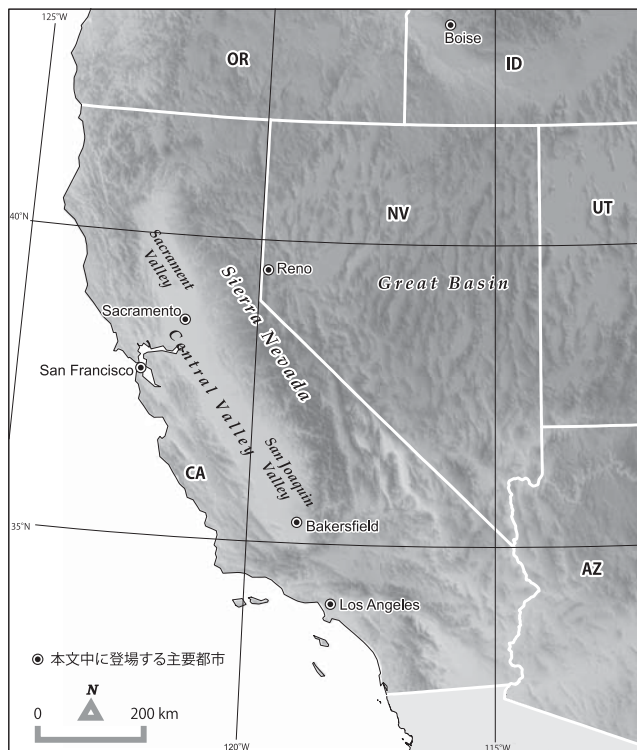 125°W
Boise
OR
ID
40°N
NV
UT
Sacrament
Valley
Reno
Sierra Nevada
Great Basin
Sacramento
Central Valley
San Francisco
San Joaquin
Valley
CA
Bakersfield
35°N
AZ
Los Angeles
本文中に登場する主要都市
N
0 200 km
120°W
115°W